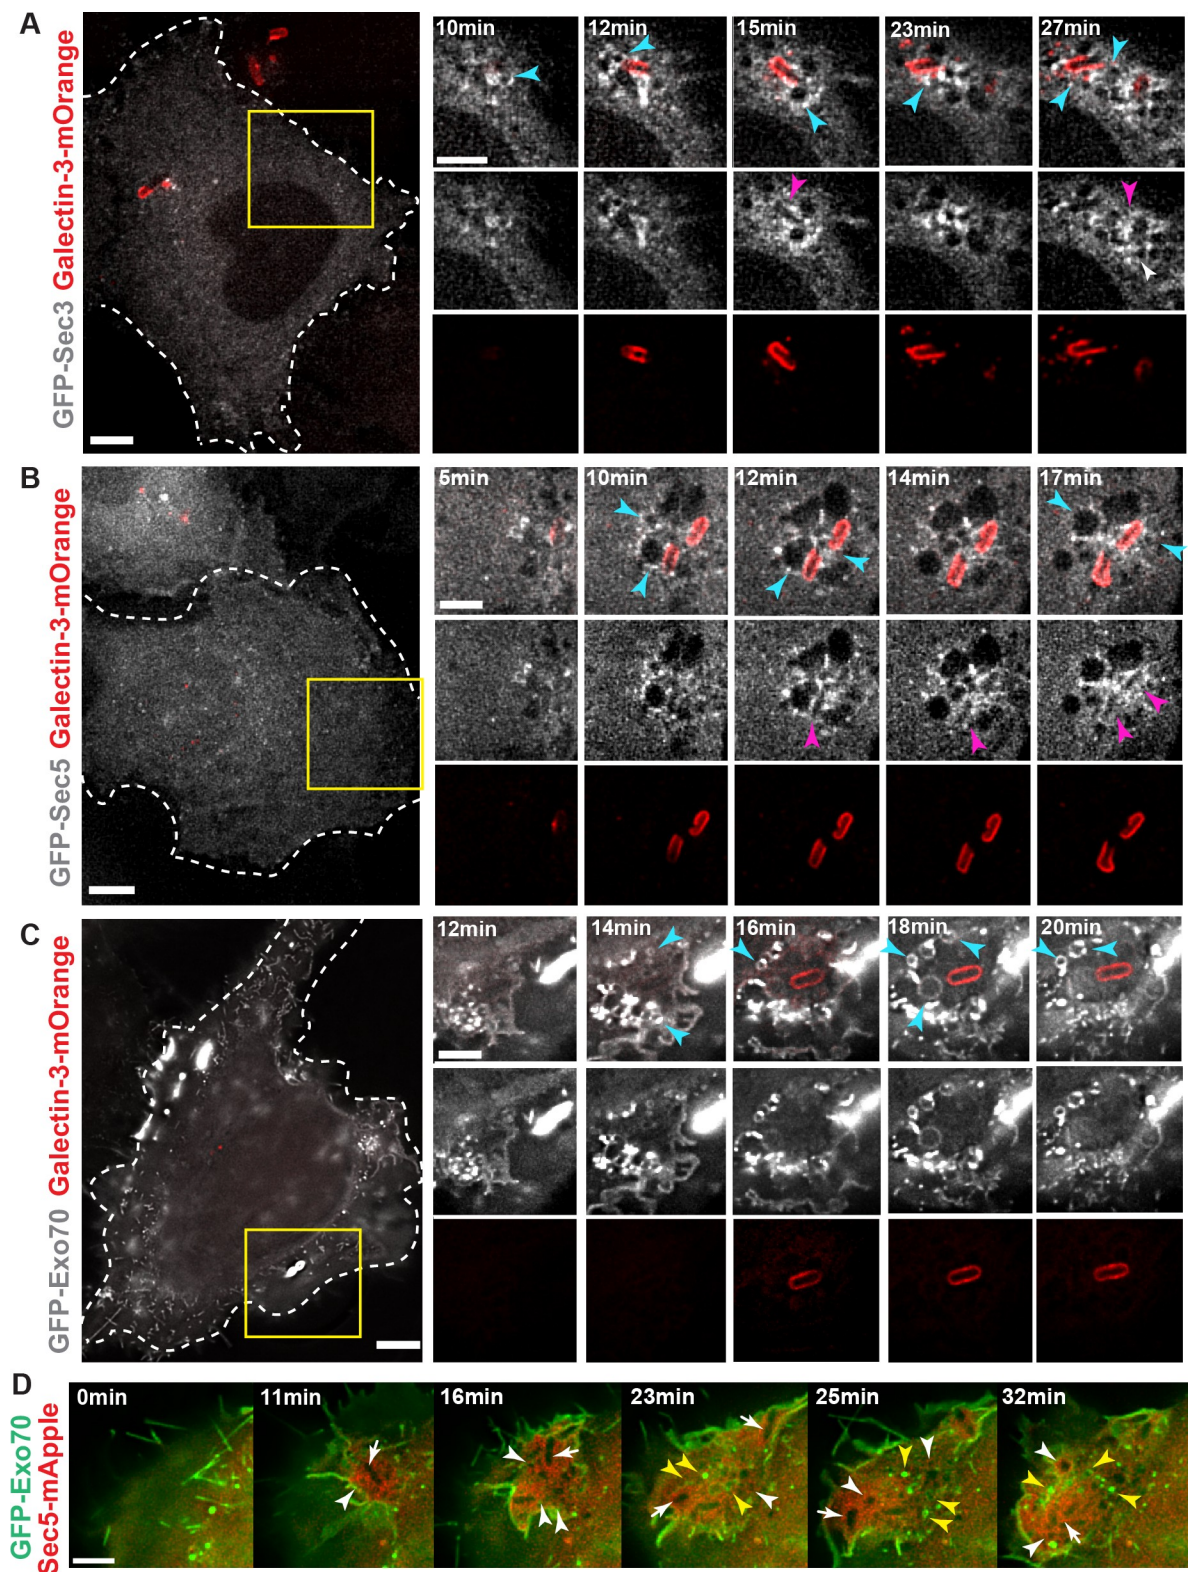 A
GFP-Sec3 Galectin-3-mOrange
10min 12min 15min 23min 27min
B
GFP-Sec5 Galectin-3-mOrange
5min 10min 12min 14min 17min
C
GFP-Exo70 Galectin-3-mOrange
12min 14min 16min 18min 20min
D
GFP-Exo70
Sec5-mApple
0min 11min 16min 23min 25min 32min